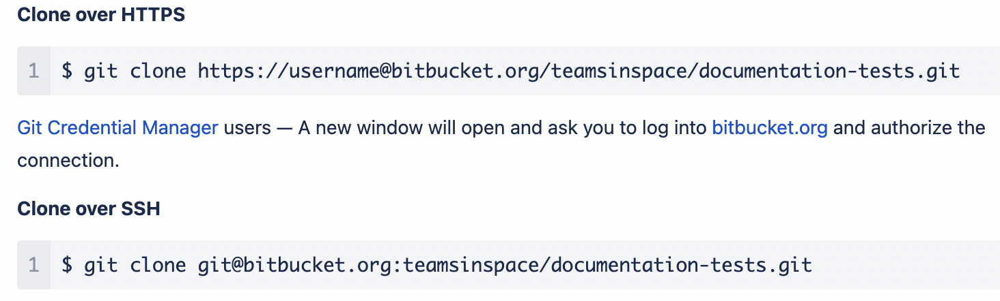 Clone over HTTPS
1 $ git clone https://username@bitbucket.org/teamsinspace/documentation-tests.git
Git Credential Manager users — A new window will open and ask you to log into bitbucket.org and authorize the
connection.
Clone over SSH
1 $ git clone git@bitbucket.org:teamsinspace/documentation-tests.git